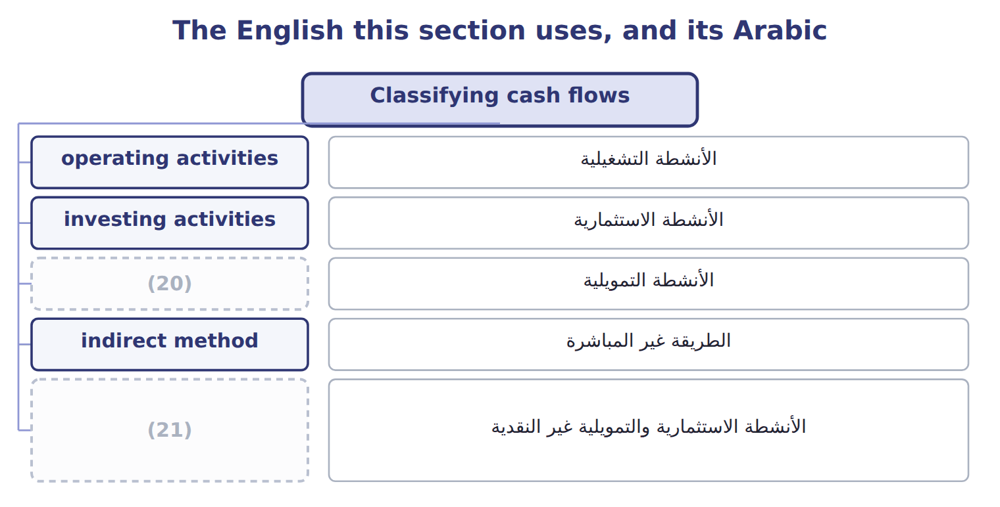 The English this section uses, and its Arabic
Classifying cash flows
operating activities
الأنشطة التشغيلية
investing activities
الأنشطة الاستثمارية
(20)
الأنشطة التمويلية
indirect method
الطريقة غير المباشرة
(21)
الأنشطة الاستثمارية والتمويلية غير النقدية